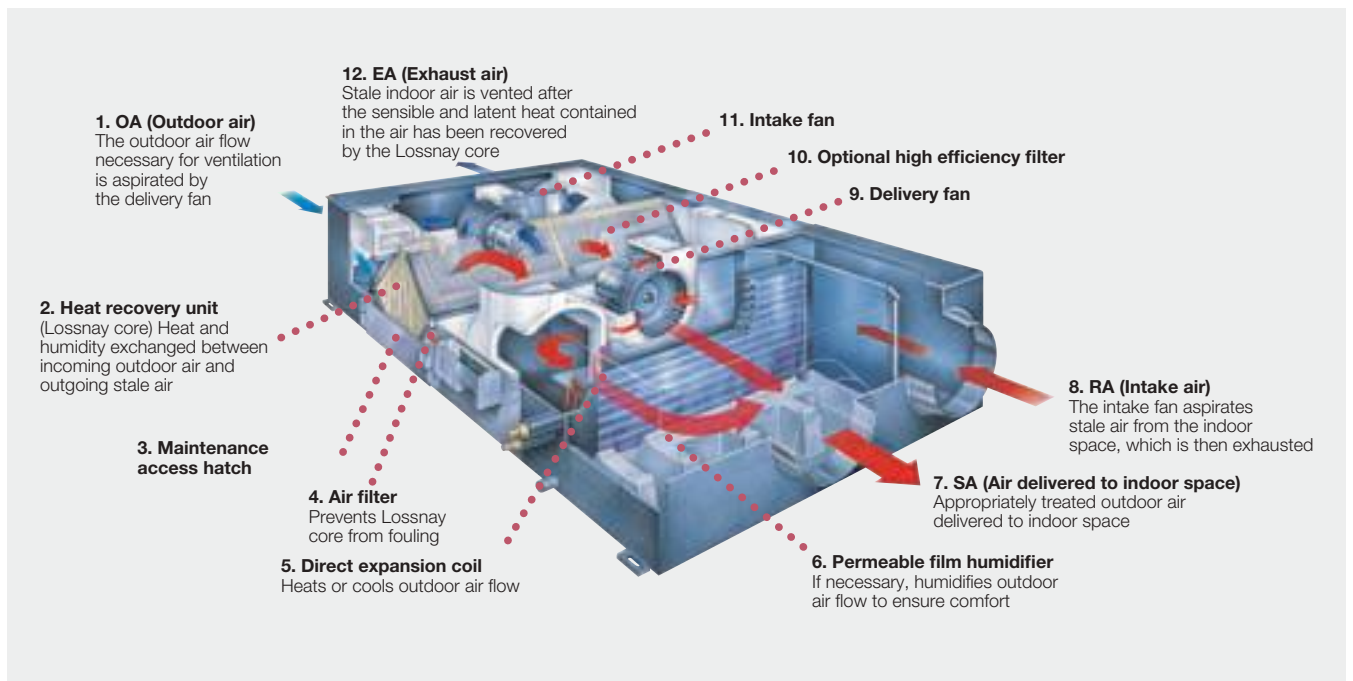 1. OA (Outdoor air)
The outdoor air flow
necessary for ventilation
is aspirated by
the delivery fan
2. Heat recovery unit
(Lossnay core) Heat and
humidity exchanged between
incoming outdoor air and
outgoing stale air
3. Maintenance
access hatch
4. Air filter
Prevents Lossnay
core from fouling
5. Direct expansion coil
Heats or cools outdoor air flow
6. Permeable film humidifier
If necessary, humidifies outdoor
air flow to ensure comfort
7. SA (Air delivered to indoor space)
Appropriately treated outdoor air
delivered to indoor space
8. RA (Intake air)
The intake fan aspirates
stale air from the indoor
space, which is then exhausted
9. Delivery fan
10. Optional high efficiency filter
11. Intake fan
12. EA (Exhaust air)
Stale indoor air is vented after
the sensible and latent heat contained
in the air has been recovered
by the Lossnay core